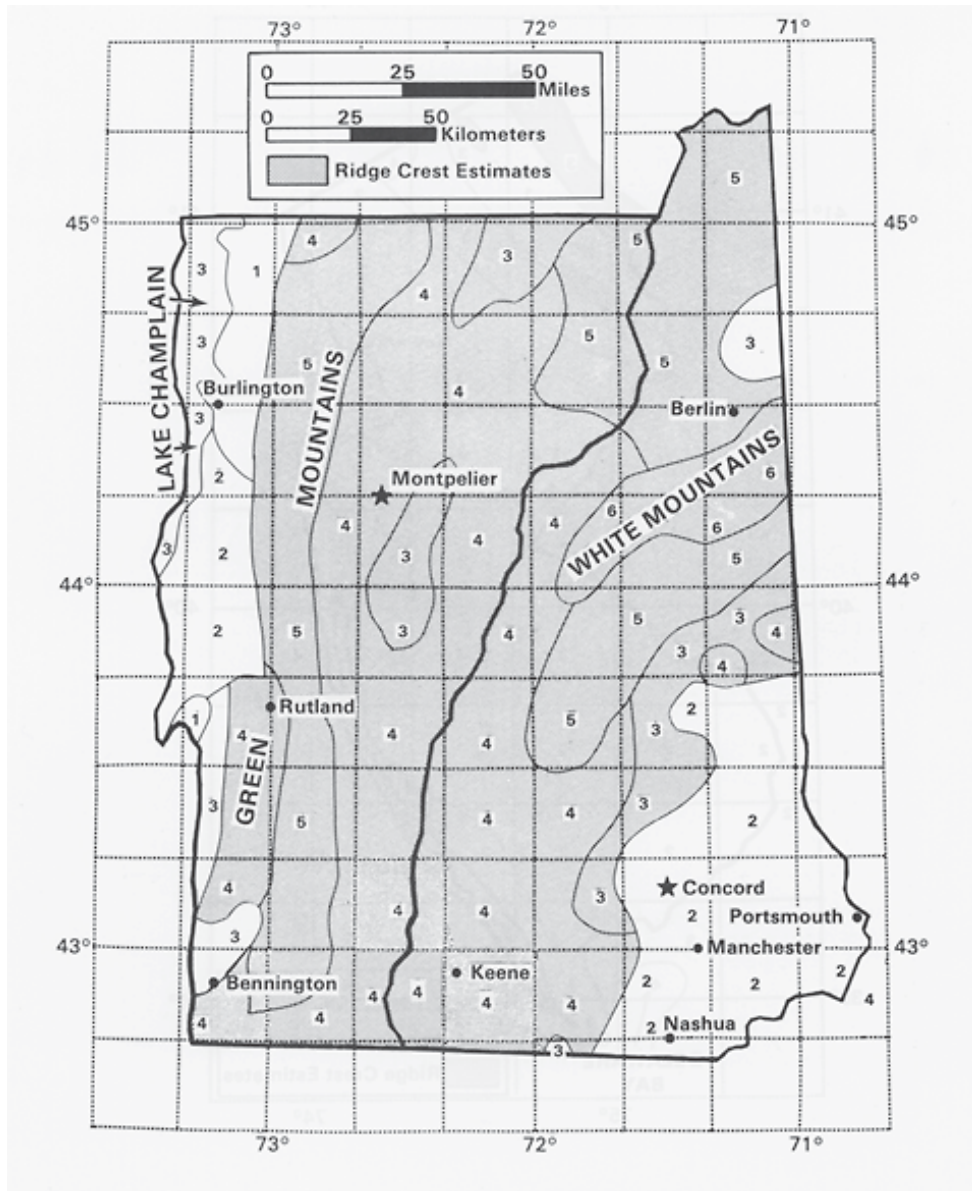 73° 72° 71°
0 25 50
Miles
0 25 50
Kilometers
Ridge Crest Estimates
5
45° 45°
4 5
3 1 3
4
LAKE CHAMPLAIN
3 5 3
5 5
MOUNTAINS
Burlington 4 Berlin
3
WHITE MOUNTAINS
2 Montpelier 6
6
4 4 4 6
3 2 3 5
44° 44°
2 5 3 4 5 3 4
3 4
1 Rutland 2
4 4 4 5 3
GREEN
3 5 4 4 3 2
4 Concord
3
4 4 2 Portsmouth
3
43° Manchester 43°
Bennington Keene 2
4 4 2 2
4 4 4 4 4
2 Nashua
3
73° 72° 71°